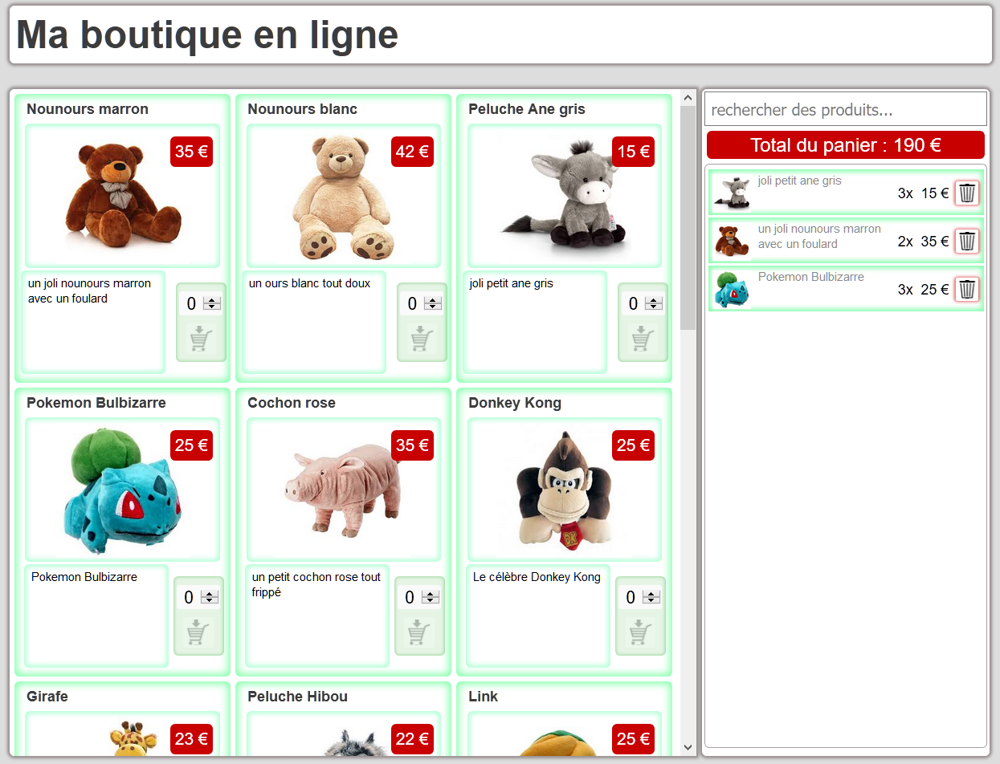 Ma boutique en ligne
Nounours marron
35 €
un joli nounours marron
avec un foulard
0
Nounours blanc
42 €
un ours blanc tout doux
0
Peluche Ane gris
15 €
joli petit ane gris
0
Pokemon Bulbizarre
25 €
Pokemon Bulbizarre
0
Cochon rose
35 €
un petit cochon rose tout
frippé
0
Donkey Kong
25 €
DK
Le célèbre Donkey Kong
0
Girafe
23 €
Peluche Hibou
22 €
Link
25 €
rechercher des produits...
Total du panier : 190 €
joli petit ane gris
3x 15 €
un joli nounours marron
avec un foulard
2x 35 €
Pokemon Bulbizarre
3x 25 €